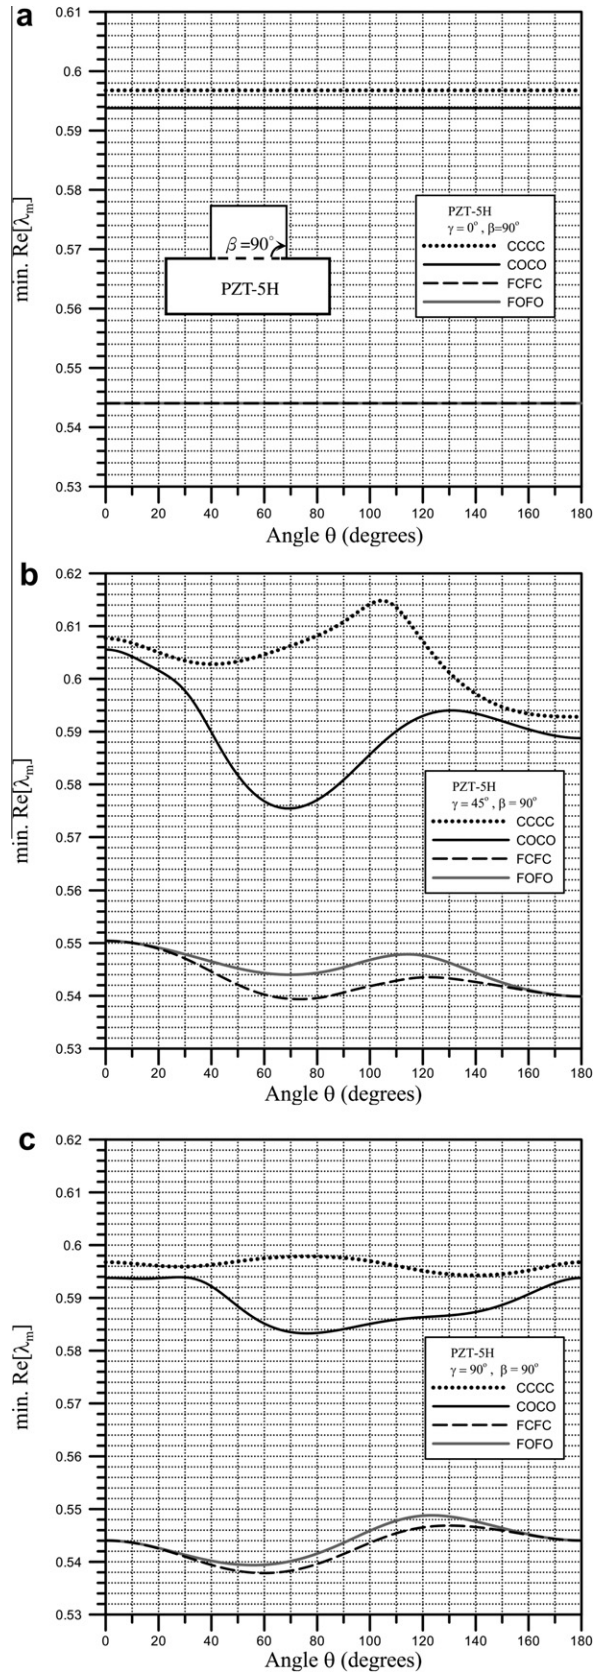 a
0.61
0.6
0.59
0.58
0.57
0.56
0.55
0.54
0.53
min. Re[λm]
β=90°
PZT-5H
PZT-5H
γ = 0°, β=90°
CCCC
COCO
FCFC
FOFO
0 20 40 60 80 100 120 140 160 180
Angle θ (degrees)
b
0.62
0.61
0.6
0.59
0.58
0.57
0.56
0.55
0.54
0.53
min. Re[λm]
PZT-5H
γ = 45°, β = 90°
CCCC
COCO
FCFC
FOFO
0 20 40 60 80 100 120 140 160 180
Angle θ (degrees)
c
0.62
0.61
0.6
0.59
0.58
0.57
0.56
0.55
0.54
0.53
min. Re[λm]
PZT-5H
γ = 90°, β = 90°
CCCC
COCO
FCFC
FOFO
0 20 40 60 80 100 120 140 160 180
Angle θ (degrees)